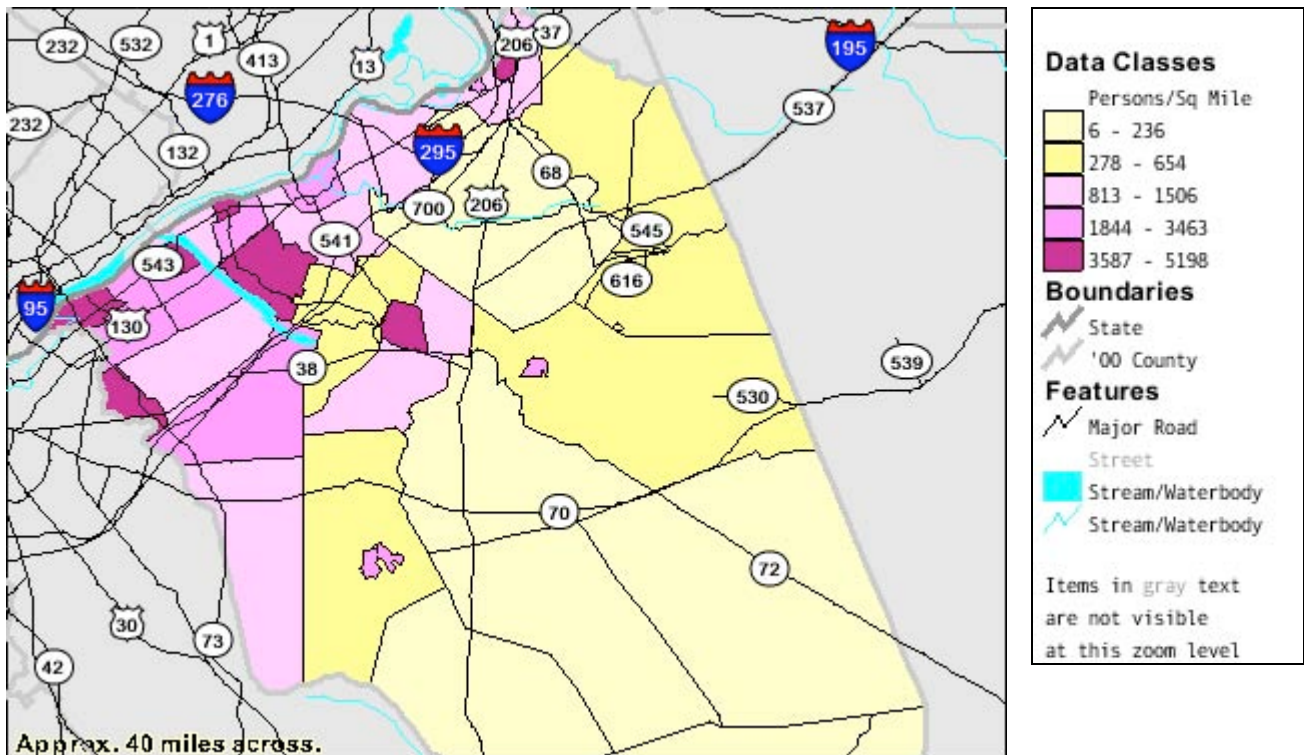 232
532
1
413
13
206
37
195
276
537
232
132
295
68
700
206
541
545
543
616
95
130
38
539
530
70
72
30
73
42
Approx. 40 miles across.
Data Classes
Persons/Sq Mile
6 - 236
278 - 654
813 - 1506
1844 - 3463
3587 - 5198
Boundaries
State
'00 County
Features
Major Road
Street
Stream/Waterbody
Stream/Waterbody
Items in gray text
are not visible
at this zoom level